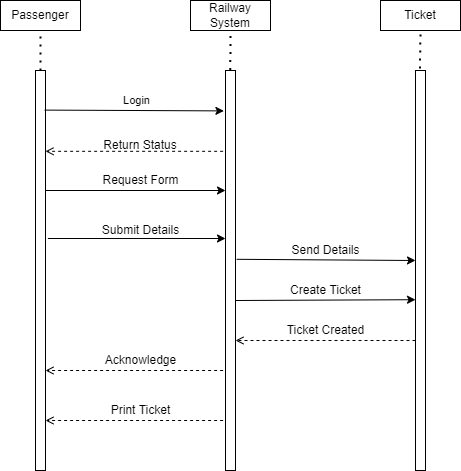 Passenger
Railway
System
Ticket
Login
Return Status
Request Form
Submit Details
Send Details
Create Ticket
Ticket Created
Acknowledge
Print Ticket